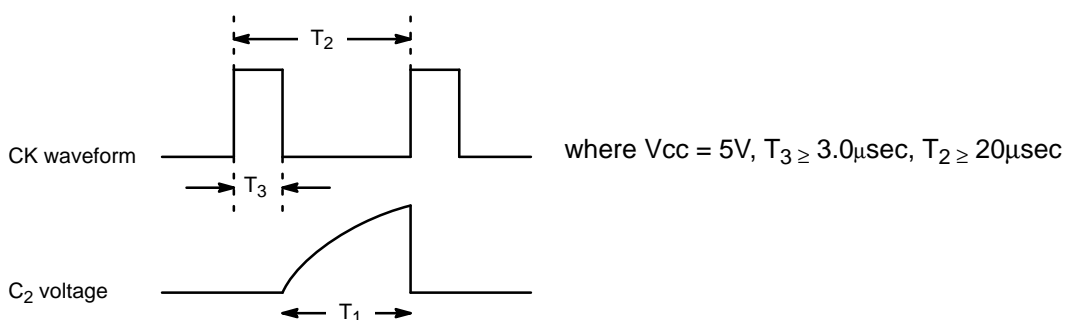 T2
CK waveform
where Vcc = 5V, T3 ≥ 3.0μsec, T2 ≥ 20μsec
T3
C2 voltage
T1